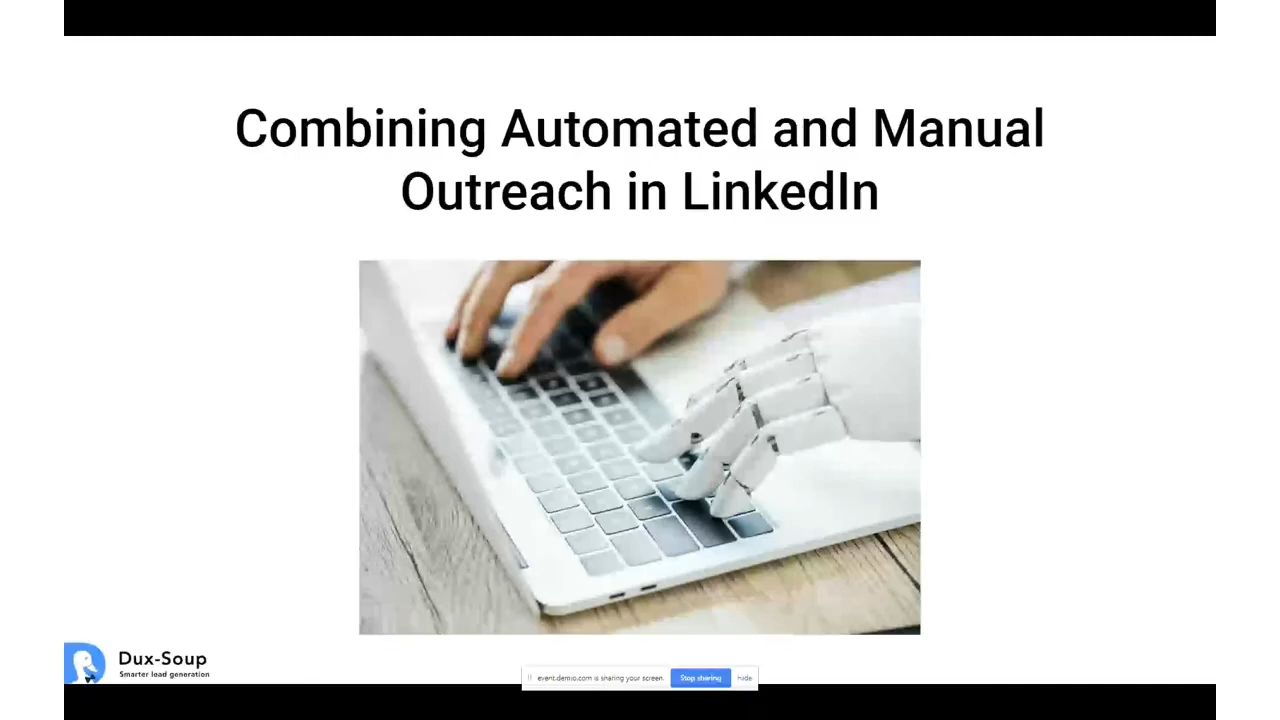 Combining Automated and Manual
Outreach in LinkedIn
Dux-Soup
Smarter lead generation
event.demio.com is sharing your screen.
Stop sharing
Hide